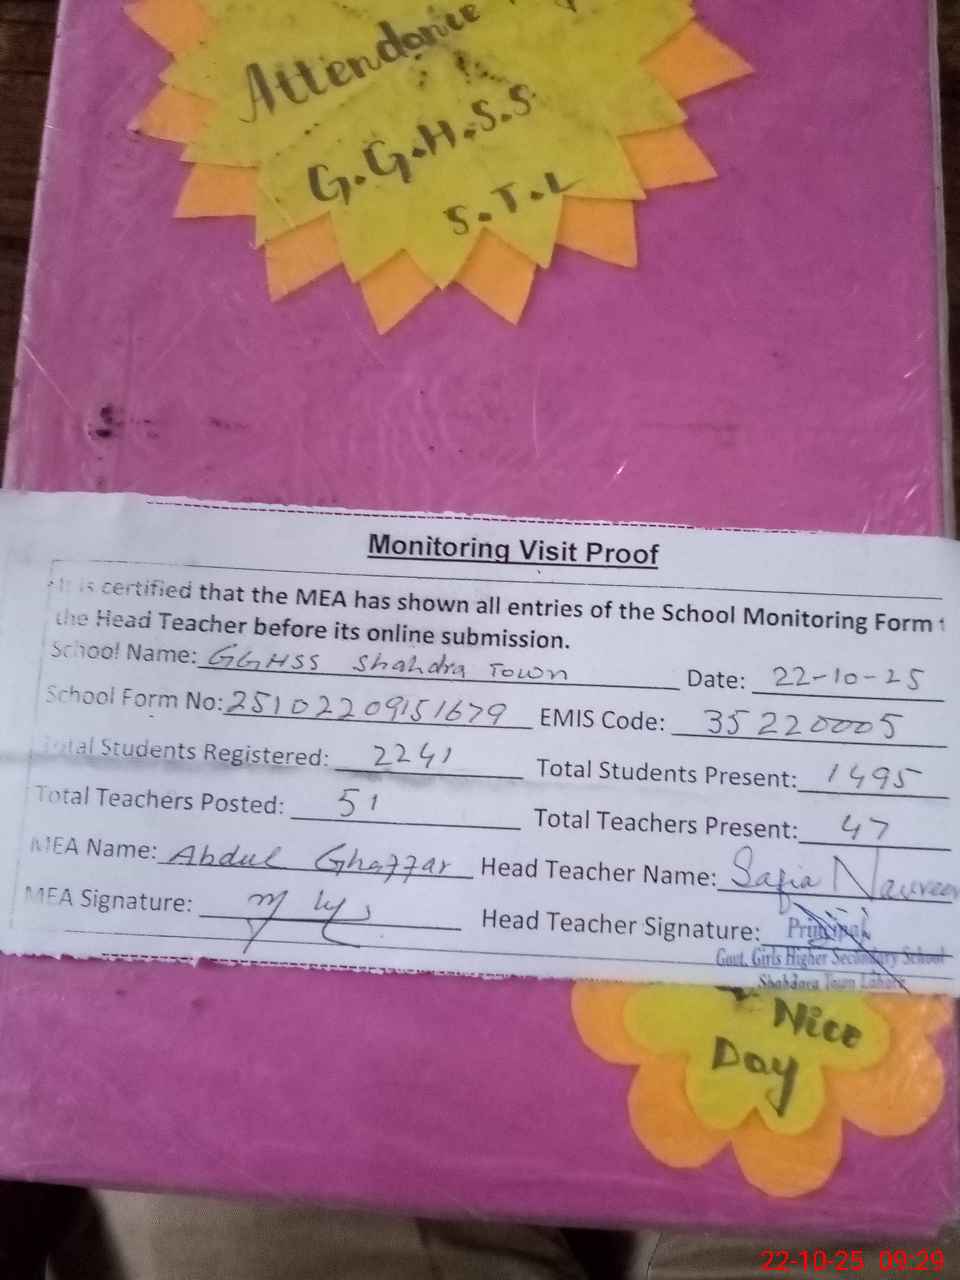 Attendance
G.G.H.S.S
S.T.L
Monitoring Visit Proof
It is certified that the MEA has shown all entries of the School Monitoring Form t
the Head Teacher before its online submission.
School Name: GGHSS Shahdra Town Date: 22-10-25
School Form No: 25102209151679 EMIS Code: 35220005
Total Students Registered: 2241 Total Students Present: 1495
Total Teachers Posted: 51 Total Teachers Present: 47
MEA Name: Abdul Ghaffar Head Teacher Name: Safia Naureen
MEA Signature: Head Teacher Signature:
Principal
Govt. Girls Higher Secondary School
Shahdara Town Lahore
Nice
Day
22-10-25 09:29